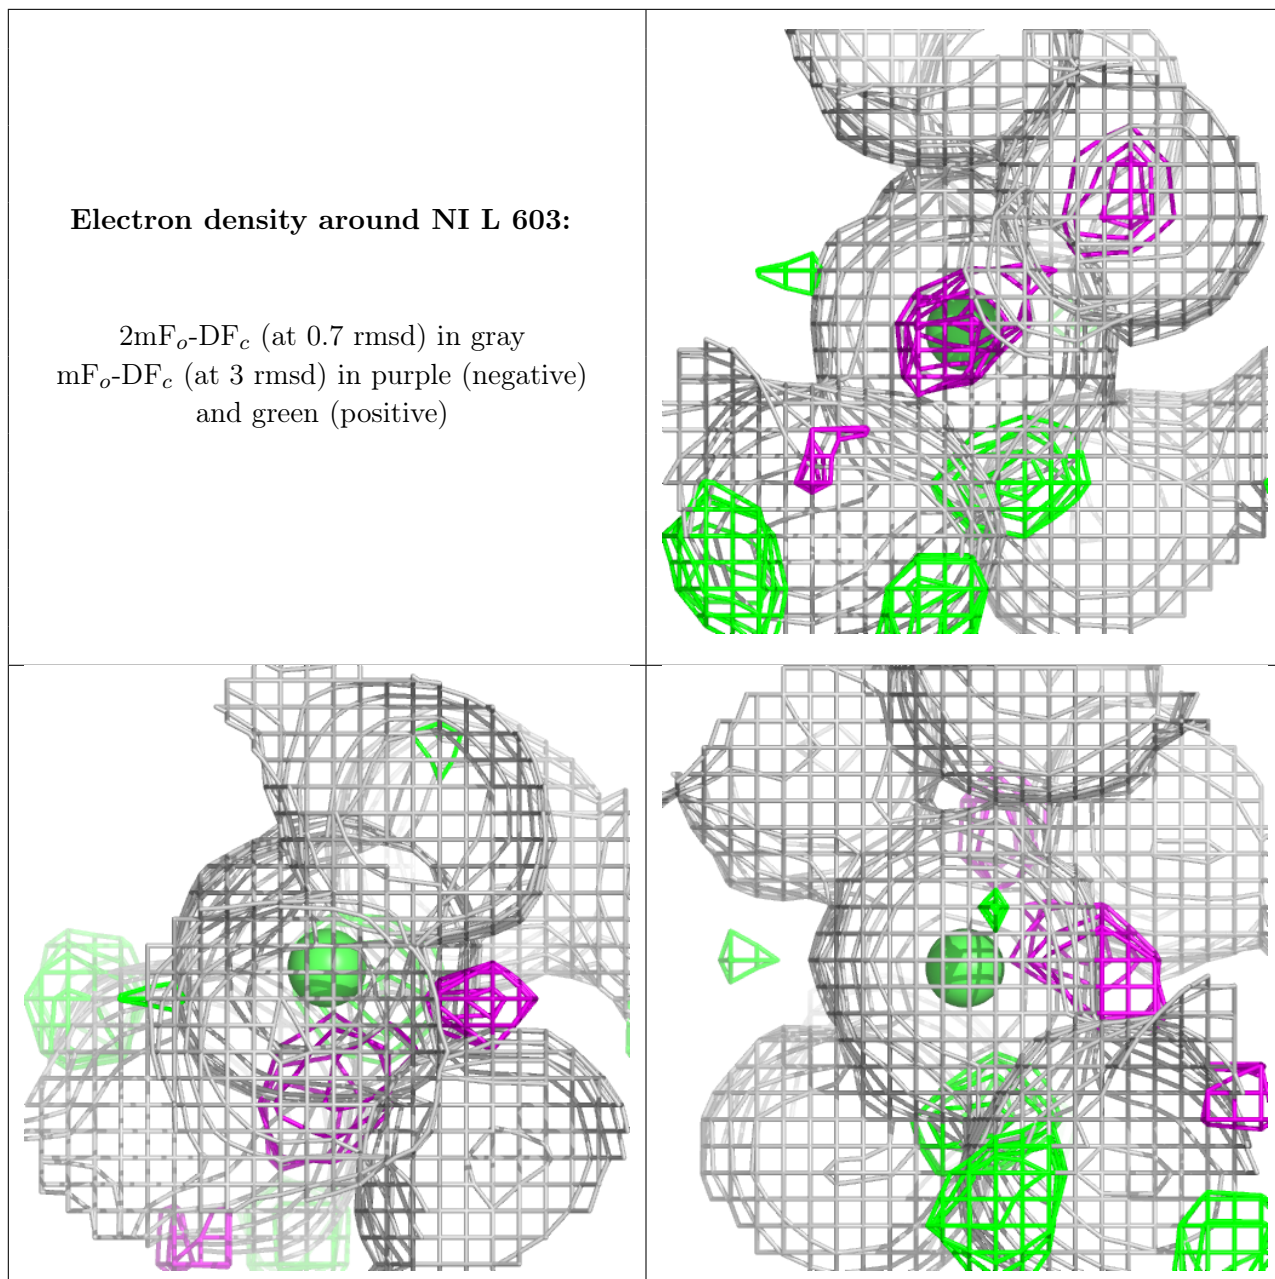 Electron density around NI L 603:
2mFo-DFc (at 0.7 rmsd) in gray
mFo-DFc (at 3 rmsd) in purple (negative)
and green (positive)